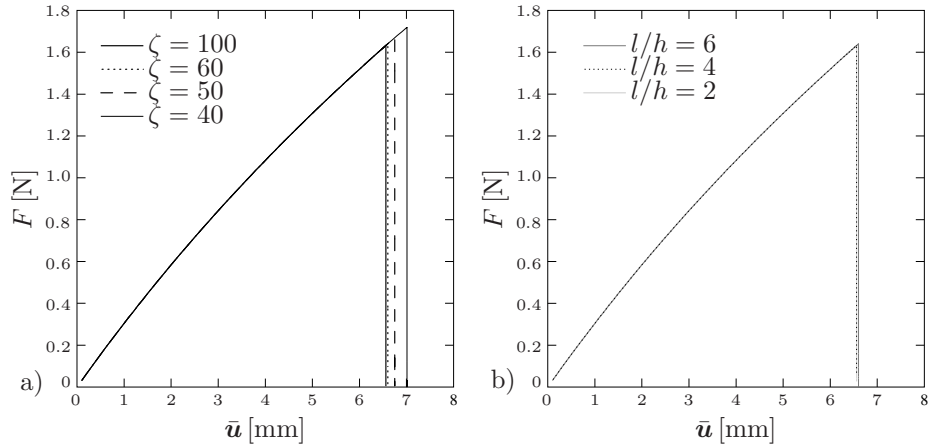 1.8
1.6
1.4
1.2
1.0
0.8
0.6
0.4
0.2
0
F [N]
ζ = 100
ζ = 60
ζ = 50
ζ = 40
a)
0 1 2 3 4 5 6 7 8
ū [mm]
1.8
1.6
1.4
1.2
1.0
0.8
0.6
0.4
0.2
0
F [N]
l/h = 6
l/h = 4
l/h = 2
b)
0 1 2 3 4 5 6 7 8
ū [mm]